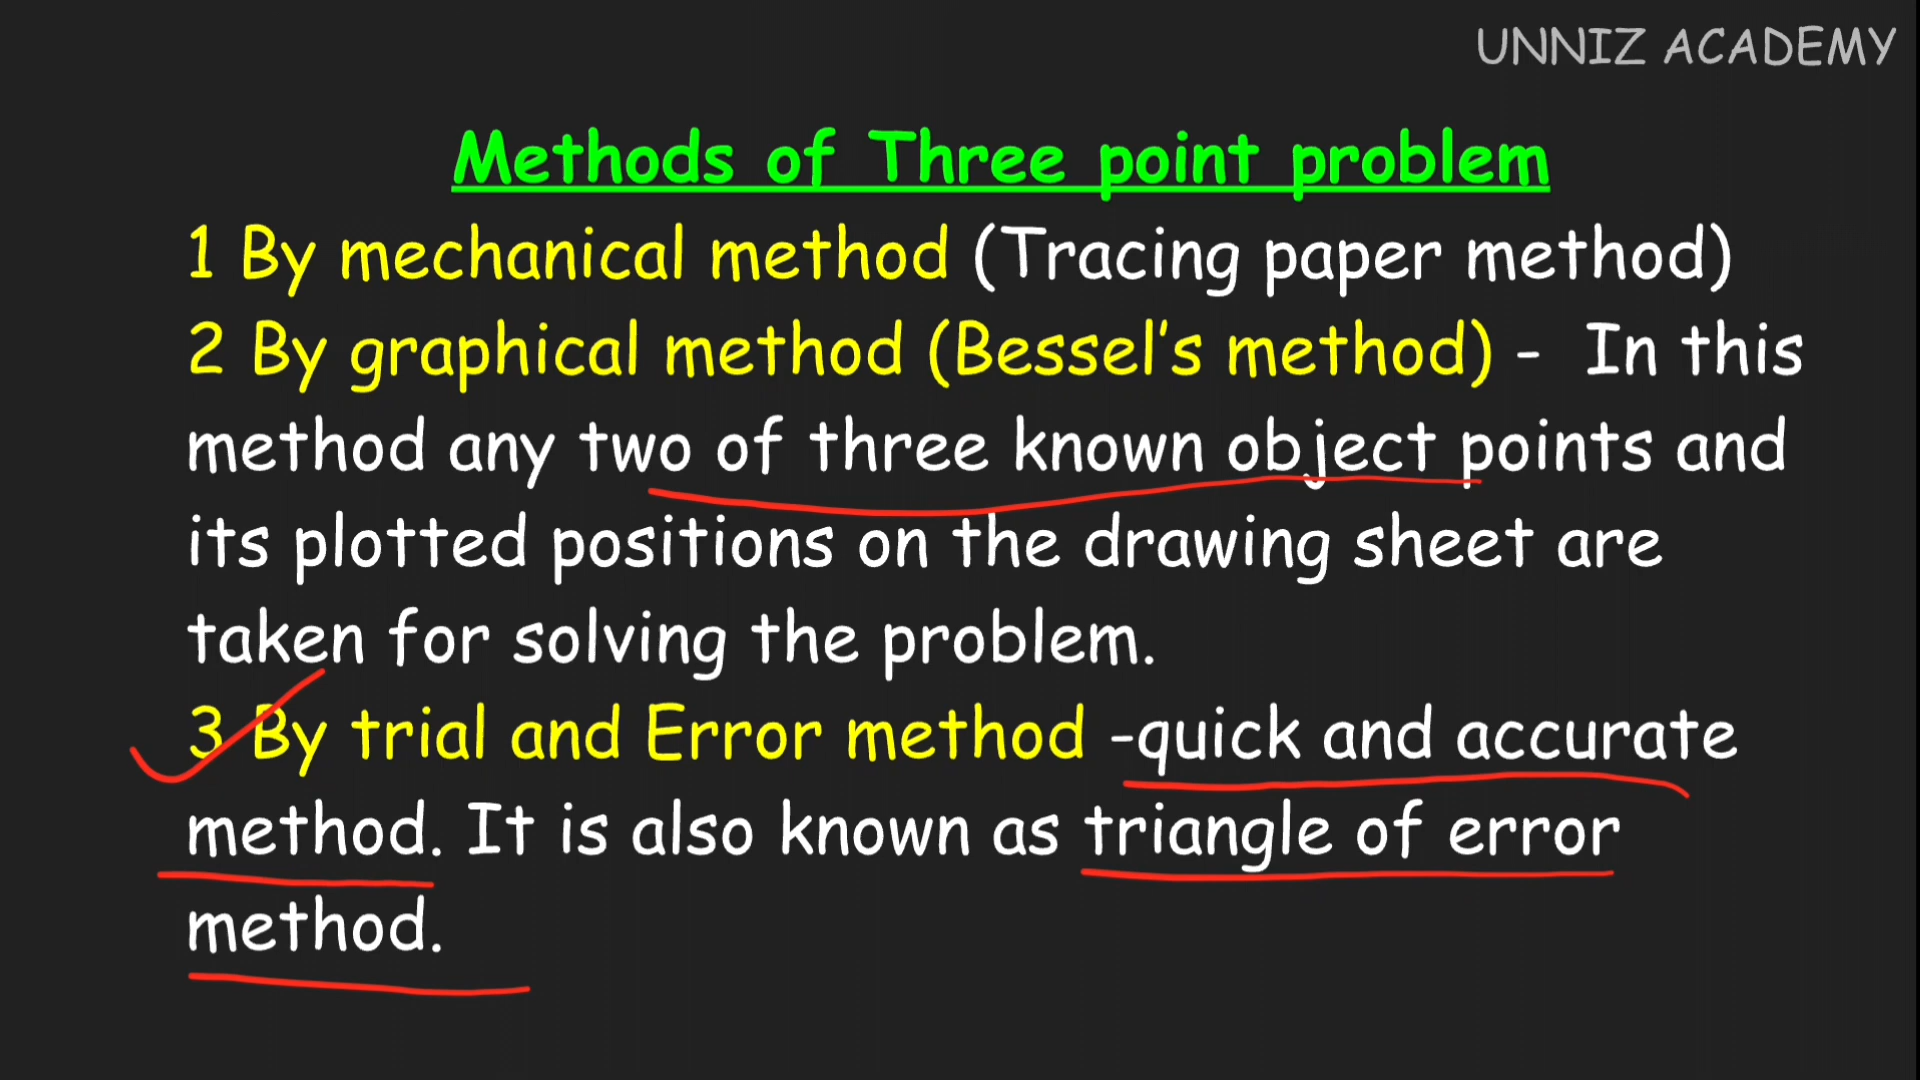 UNNIZ ACADEMY
Methods of Three point problem
1 By mechanical method (Tracing paper method)
2 By graphical method (Bessel’s method) - In this
method any two of three known object points and
its plotted positions on the drawing sheet are
taken for solving the problem.
3 By trial and Error method -quick and accurate
method. It is also known as triangle of error
method.